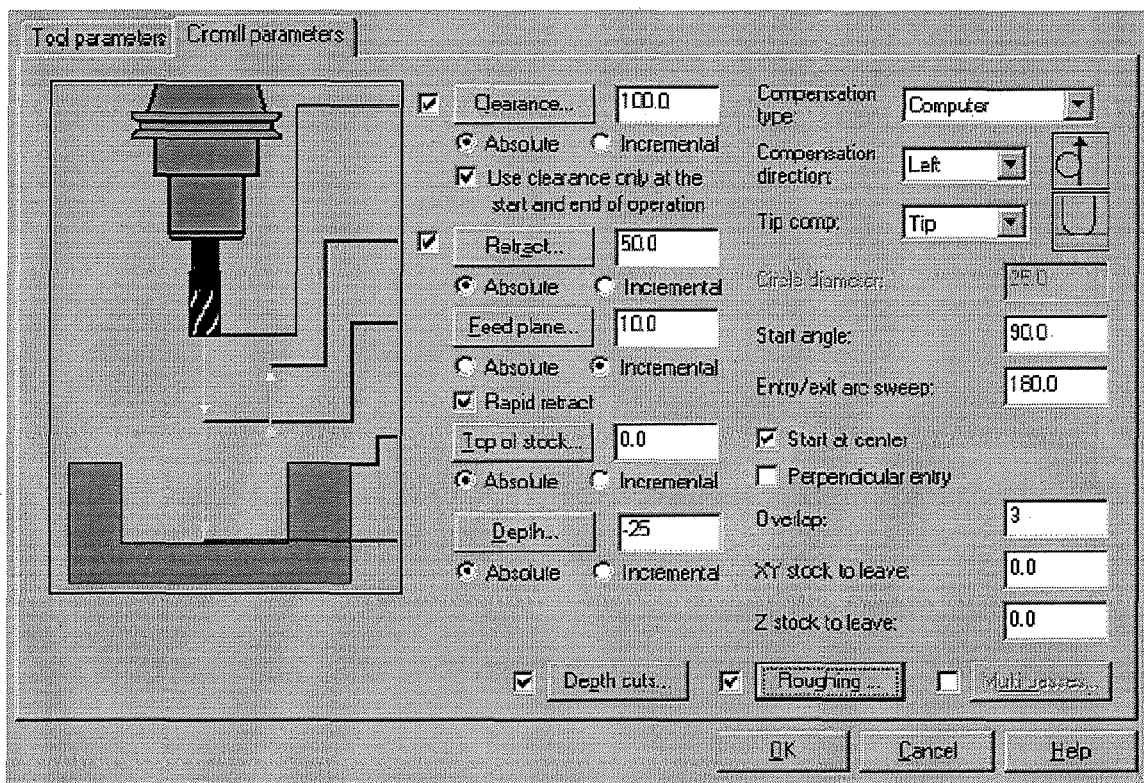 Tool parameters Circmill parameters
Clearance... 100.0
Absolute Incremental
Use clearance only at the
start and end of operation
Retract... 50.0
Absolute Incremental
Feed plane... 10.0
Absolute Incremental
Rapid retract
Top of stock... 0.0
Absolute Incremental
Depth... -25
Absolute Incremental
Compensation
type: Computer
Compensation
direction: Left
Tip comp: Tip
Circle diameter: 25.0
Start angle: 90.0
Entry/exit arc sweep: 180.0
Start at center
Perpendicular entry
Overlap: 3
XY stock to leave: 0.0
Z stock to leave: 0.0
Depth cuts... Roughing... Multi passes...
OK Cancel Help